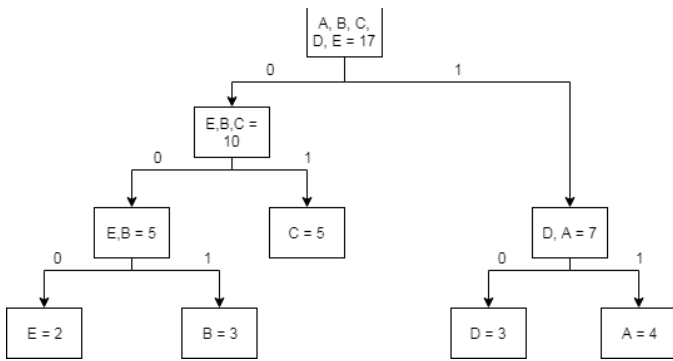 A, B, C,
D, E = 17
0
1
E,B,C =
10
0
1
E,B = 5
C = 5
D, A = 7
0
1
0
1
E = 2
B = 3
D = 3
A = 4